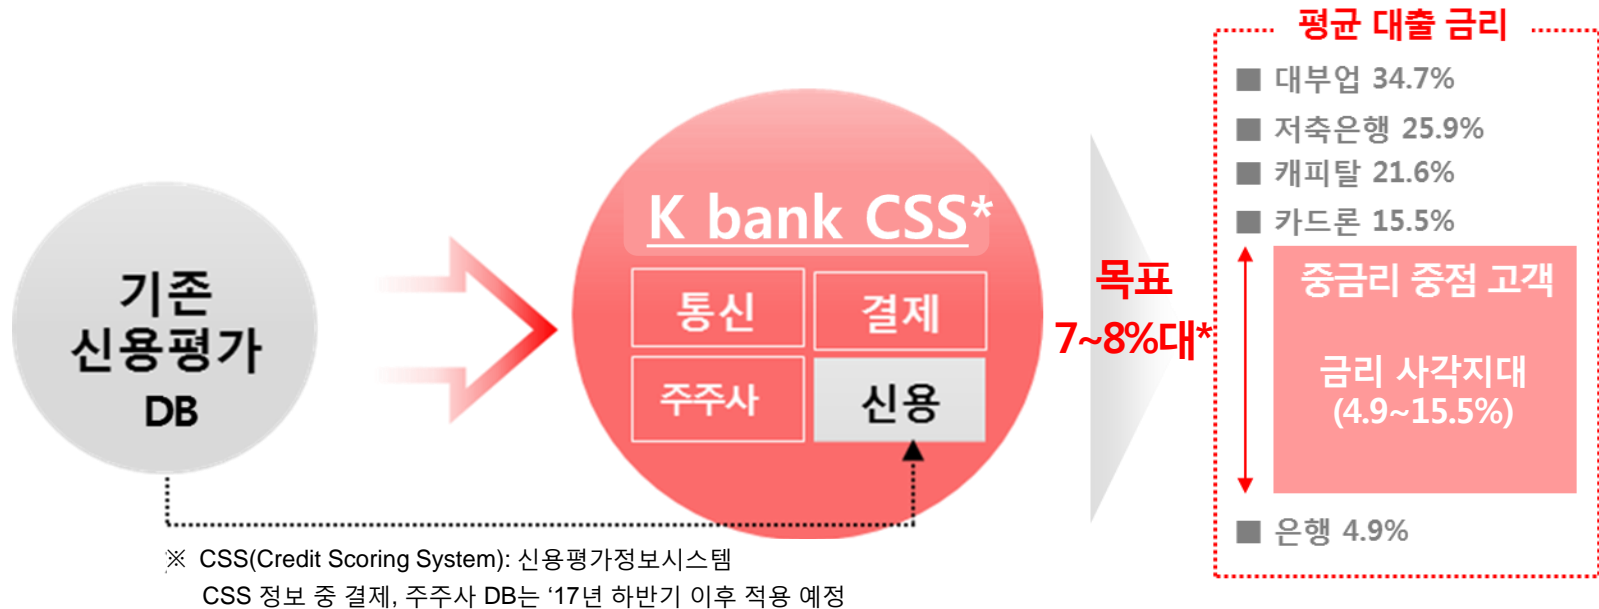 기존
신용평가
DB
K bank CSS*
통신
결제
주주사
신용
목표
7~8%대*
평균 대출 금리
■ 대부업 34.7%
■ 저축은행 25.9%
■ 캐피탈 21.6%
■ 카드론 15.5%
중금리 중점 고객
금리 사각지대
(4.9~15.5%)
■ 은행 4.9%
※ CSS(Credit Scoring System): 신용평가정보시스템
CSS 정보 중 결제, 주주사 DB는 ‘17년 하반기 이후 적용 예정